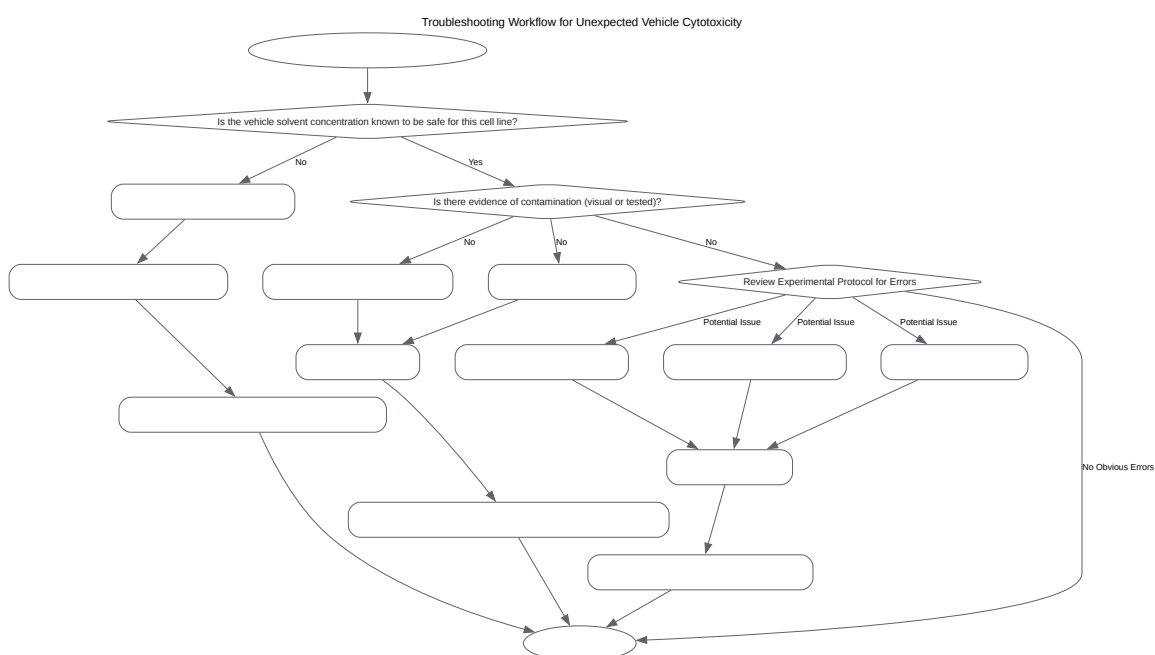 Troubleshooting Workflow for Unexpected Vehicle Cytotoxicity
Is the vehicle solvent concentration known to be safe for this cell line?
No
Yes
Is there evidence of contamination (visual or tested)?
No
No
No
Review Experimental Protocol for Errors
Potential Issue
Potential Issue
Potential Issue
No Obvious Errors